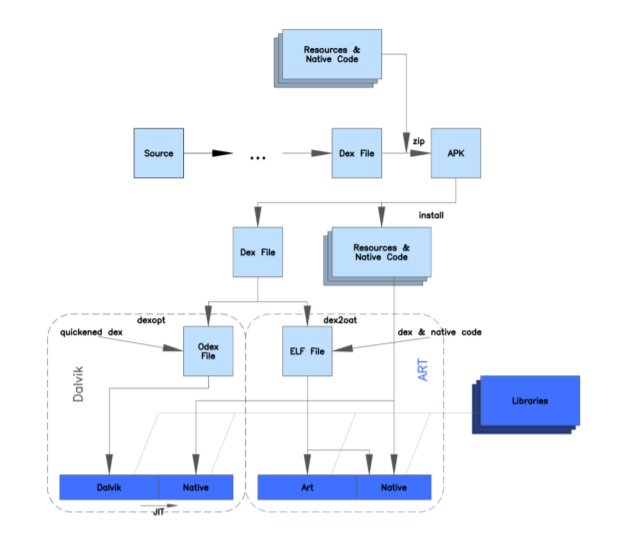 Resources &
Native Code
Source
...
Dex File
zip
APK
install
Dex File
Resources &
Native Code
dexopt
dex2oat
quickened dex
dex & native code
Odex
File
ELF File
Dalvik
ART
Libraries
Dalvik
Native
Art
Native
JIT